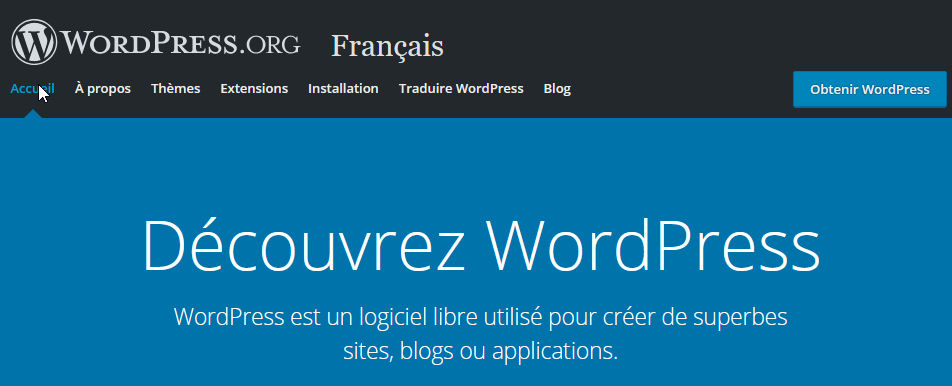 WORDPRESS.ORG Français
Accueil À propos Thèmes Extensions Installation Traduire WordPress Blog Obtenir WordPress
Découvrez WordPress
WordPress est un logiciel libre utilisé pour créer de superbes
sites, blogs ou applications.